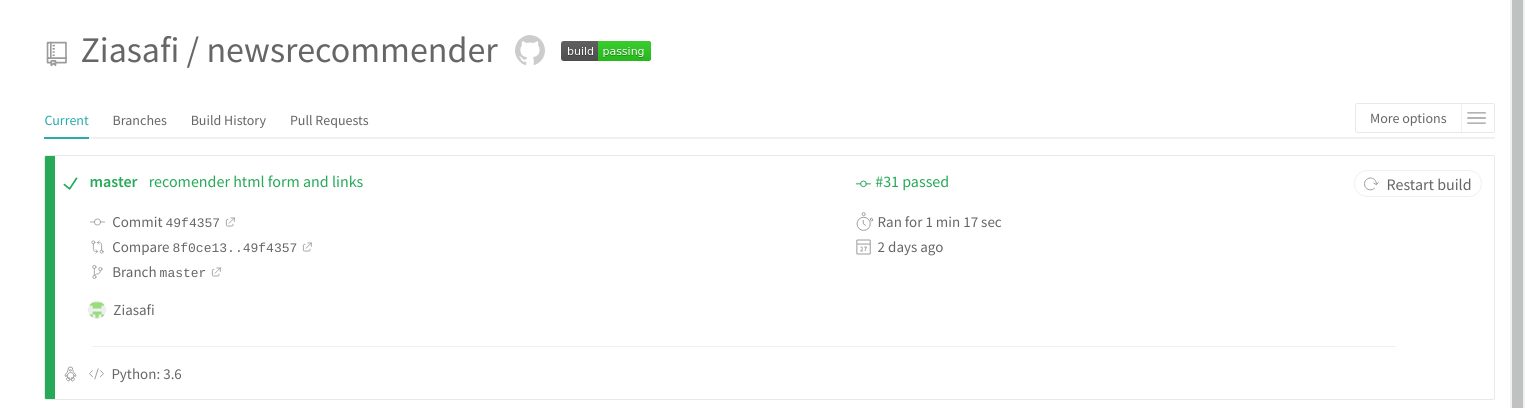 Ziasafi / newsrecommender build passing
Current Branches Build History Pull Requests More options
master recomender html form and links #31 passed Restart build
Commit 49f4357 Ran for 1 min 17 sec
Compare 8f0ce13..49f4357 2 days ago
Branch master
Ziasafi
Python: 3.6